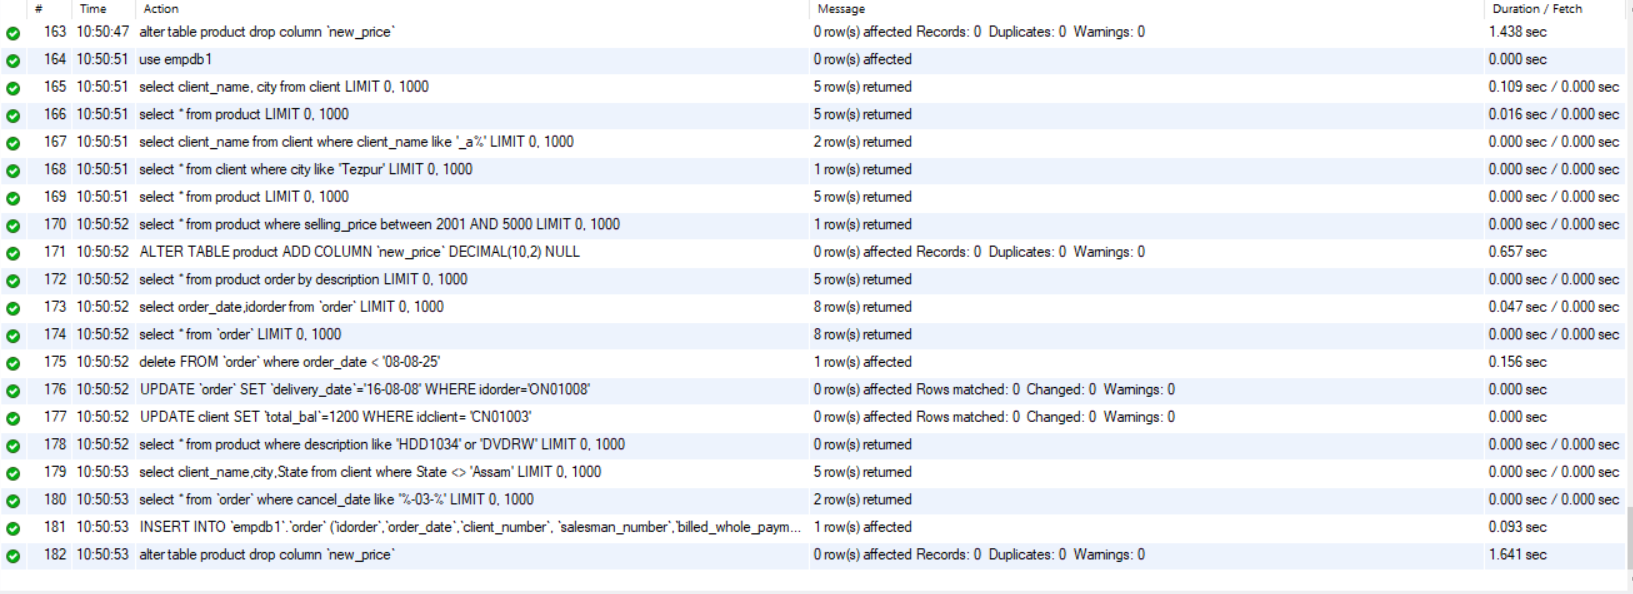 # Time Action Message Duration / Fetch
163 10:50:47 alter table product drop column `new_price` 0 row(s) affected Records: 0 Duplicates: 0 Warnings: 0 1.438 sec
164 10:50:51 use empdb1 0 row(s) affected 0.000 sec
165 10:50:51 select client_name, city from client LIMIT 0, 1000 5 row(s) returned 0.109 sec / 0.000 sec
166 10:50:51 select * from product LIMIT 0, 1000 5 row(s) returned 0.016 sec / 0.000 sec
167 10:50:51 select client_name from client where client_name like '_a%' LIMIT 0, 1000 2 row(s) returned 0.000 sec / 0.000 sec
168 10:50:51 select * from client where city like 'Tezpur' LIMIT 0, 1000 1 row(s) returned 0.000 sec / 0.000 sec
169 10:50:51 select * from product LIMIT 0, 1000 5 row(s) returned 0.000 sec / 0.000 sec
170 10:50:52 select * from product where selling_price between 2001 AND 5000 LIMIT 0, 1000 1 row(s) returned 0.000 sec / 0.000 sec
171 10:50:52 ALTER TABLE product ADD COLUMN `new_price` DECIMAL(10,2) NULL 0 row(s) affected Records: 0 Duplicates: 0 Warnings: 0 0.657 sec
172 10:50:52 select * from product order by description LIMIT 0, 1000 5 row(s) returned 0.000 sec / 0.000 sec
173 10:50:52 select order_date,idorder from `order` LIMIT 0, 1000 8 row(s) returned 0.047 sec / 0.000 sec
174 10:50:52 select * from `order` LIMIT 0, 1000 8 row(s) returned 0.000 sec / 0.000 sec
175 10:50:52 delete FROM `order` where order_date < '08-08-25' 1 row(s) affected 0.156 sec
176 10:50:52 UPDATE `order` SET `delivery_date`='16-08-08' WHERE idorder='ON01008' 0 row(s) affected Rows matched: 0 Changed: 0 Warnings: 0 0.000 sec
177 10:50:52 UPDATE client SET `total_bal`=1200 WHERE idclient= 'CN01003' 0 row(s) affected Rows matched: 0 Changed: 0 Warnings: 0 0.000 sec
178 10:50:52 select * from product where description like 'HDD1034' or 'DVDRW' LIMIT 0, 1000 0 row(s) returned 0.000 sec / 0.000 sec
179 10:50:53 select client_name,city,State from client where State <> 'Assam' LIMIT 0, 1000 5 row(s) returned 0.000 sec / 0.000 sec
180 10:50:53 select * from `order` where cancel_date like '%-03-%' LIMIT 0, 1000 2 row(s) returned 0.000 sec / 0.000 sec
181 10:50:53 INSERT INTO `empdb1`.`order` (`idorder`,`order_date`,`client_number`, `salesman_number`,`billed_whole_paym... 1 row(s) affected 0.093 sec
182 10:50:53 alter table product drop column `new_price` 0 row(s) affected Records: 0 Duplicates: 0 Warnings: 0 1.641 sec